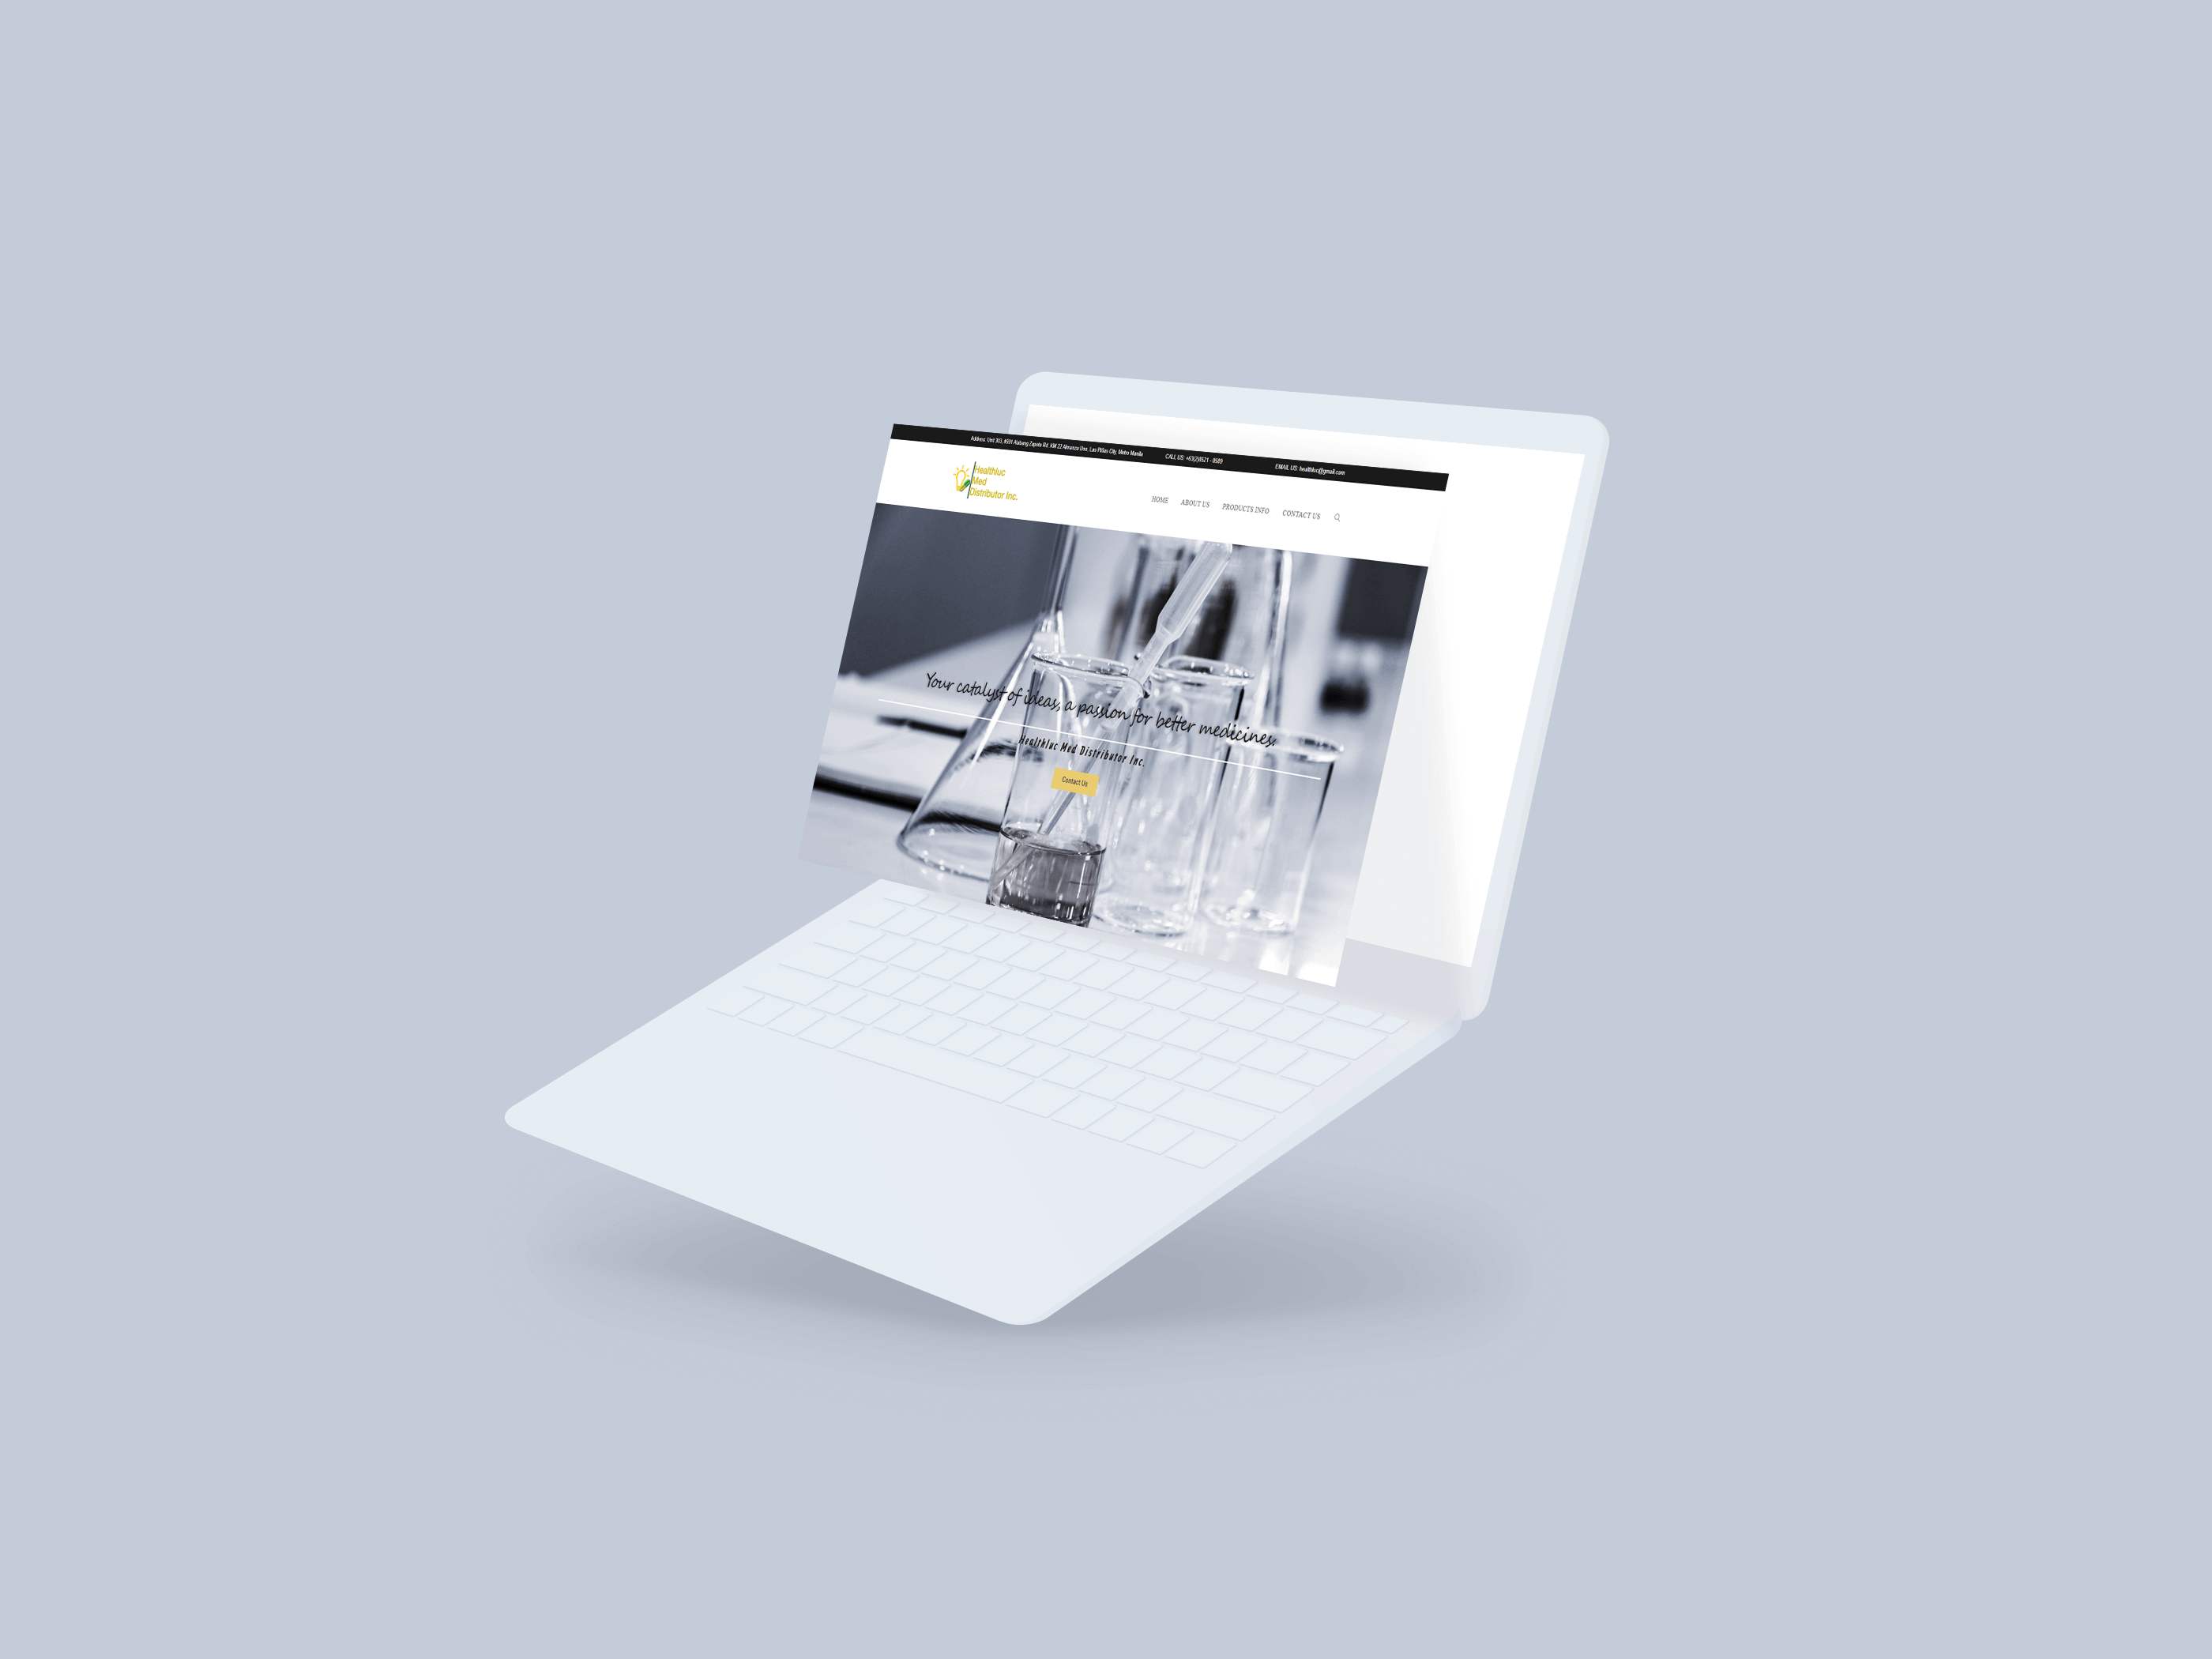 Address: Unit 303, #591 Alabang Zapote Rd. KM 22 Almanza Uno, Las Piñas City, Metro Manila CALL US: +63(2)8521 - 8589 EMAIL US: healthluc@gmail.com
Healthluc
Med
Distributor Inc.
HOME ABOUT US PRODUCTS INFO CONTACT US
Your catalyst of ideas, a passion for better medicines.
Healthluc Med Distributor Inc.
Contact Us